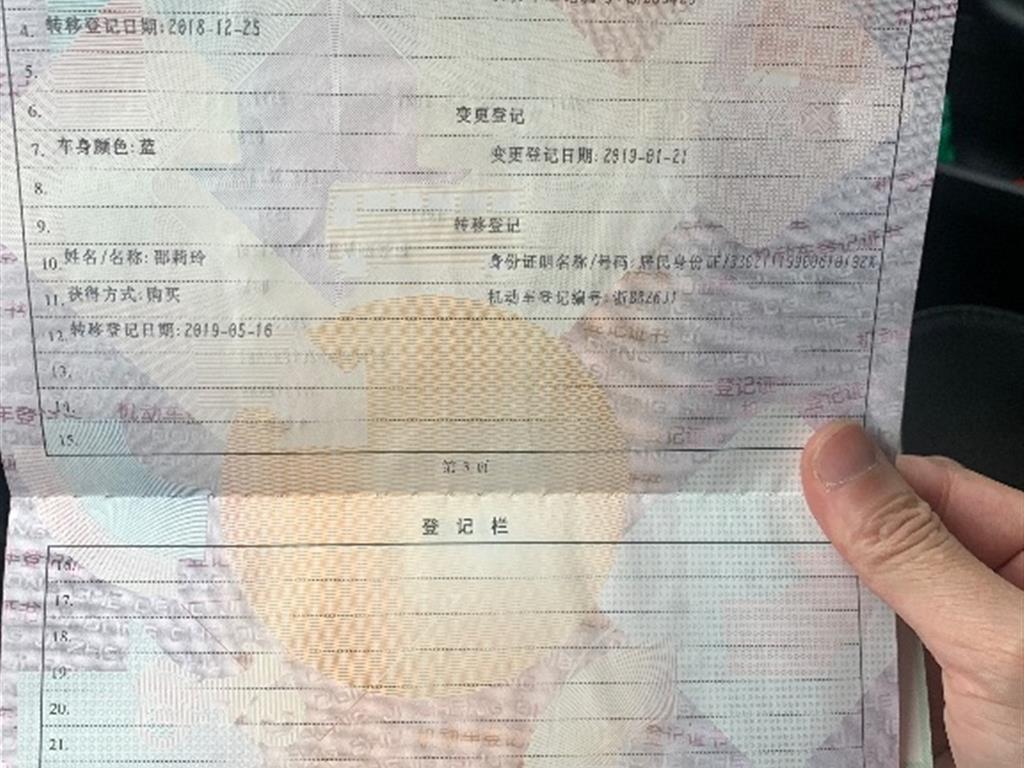 4. 转移登记日期:2018-12-25
5.
6. 变更登记
7. 车身颜色:蓝 变更登记日期:2019-01-21
8.
9. 转移登记
10. 姓名/名称:邵莉玲 身份证明名称/号码:居民身份证/
11. 获得方式:购买 机动车登记编号:
12. 转移登记日期:2019-05-16
13.
14.
15.
第 3 页
登 记 栏
16.
17.
18.
19.
20.
21.